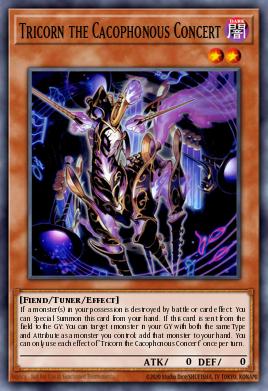 Tricorn the Cacophonous Concert
DARK
闇
[Fiend/Tuner/Effect]
If a monster(s) in your possession is destroyed by battle or card effect: You
can Special Summon this card from your hand. If this card is sent from the
field to the GY: You can target 1 monster in your GY with both the same Type
and Attribute as a monster you control; add that monster to your hand. You
can only use each effect of "Tricorn the Cacophonous Concert" once per turn.
ATK/ 0 DEF/ 0
©2020 Studio Dice/SHUEISHA, TV TOKYO, KONAMI